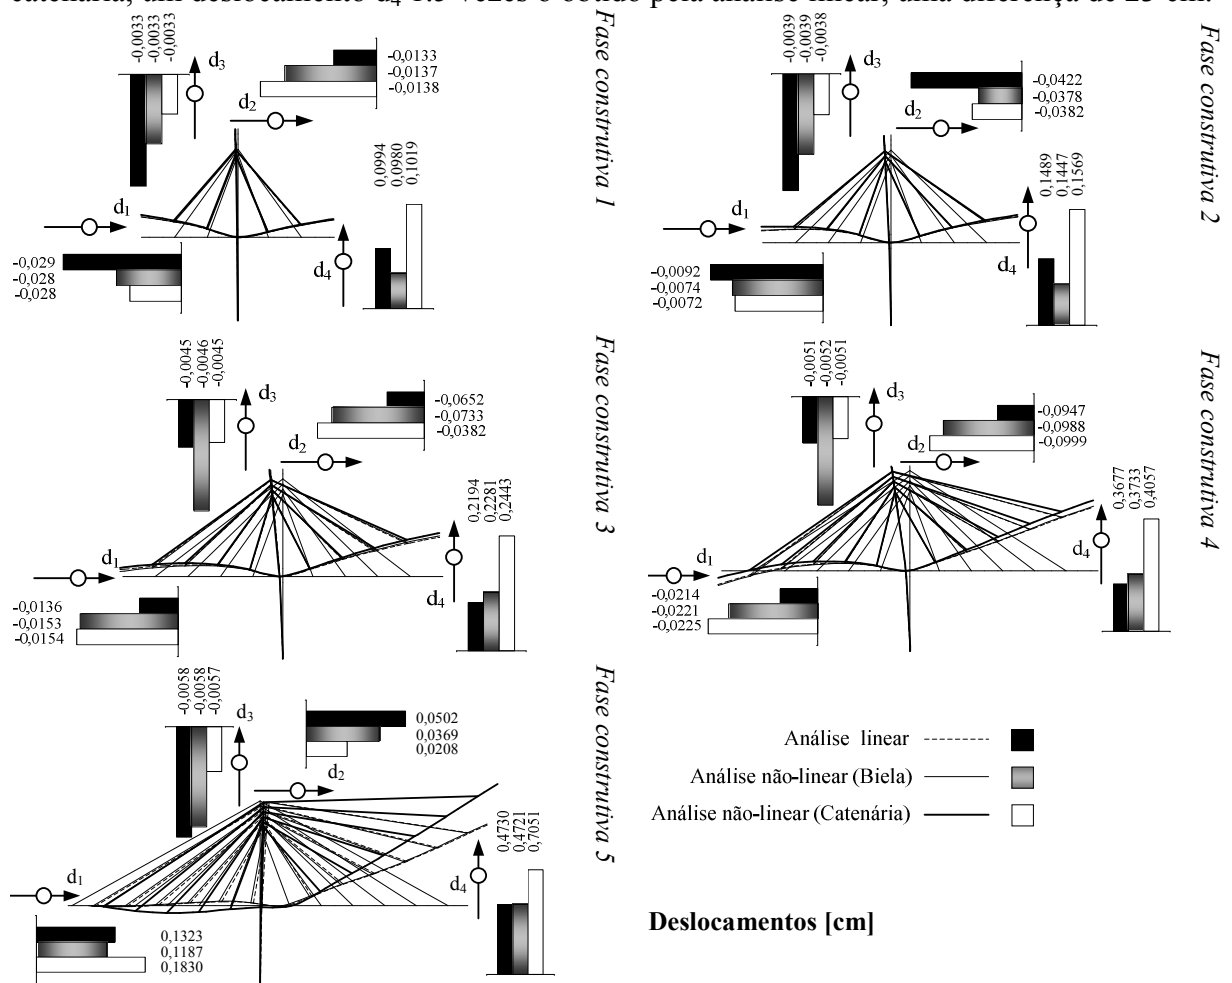 catenária, um deslocamento d4 1.5 vezes o obtido pela análise linear, uma diferença de 23 cm.
-0,0033
-0,0033
-0,0033
d3
-0,0133
-0,0137
-0,0138
d2
Fase construtiva 1
0,0994
0,0980
0,1019
d1
d4
-0,029
-0,028
-0,028
-0,0039
-0,0039
-0,0038
d3
-0,0422
-0,0378
-0,0382
d2
Fase construtiva 2
0,1489
0,1447
0,1569
d1
d4
-0,0092
-0,0074
-0,0072
-0,0045
-0,0046
-0,0045
d3
-0,0652
-0,0733
-0,0382
d2
Fase construtiva 3
0,2194
0,2281
0,2443
d1
d4
-0,0136
-0,0153
-0,0154
-0,0051
-0,0052
-0,0051
d3
-0,0947
-0,0988
-0,0999
d2
Fase construtiva 4
0,3677
0,3733
0,4057
d1
d4
-0,0214
-0,0221
-0,0225
-0,0058
-0,0058
-0,0057
d3
0,0502
0,0369
0,0208
d2
Fase construtiva 5
0,4730
0,4721
0,7051
d1
d4
0,1323
0,1187
0,1830
Análise linear
Análise não-linear (Biela)
Análise não-linear (Catenária)
Deslocamentos [cm]